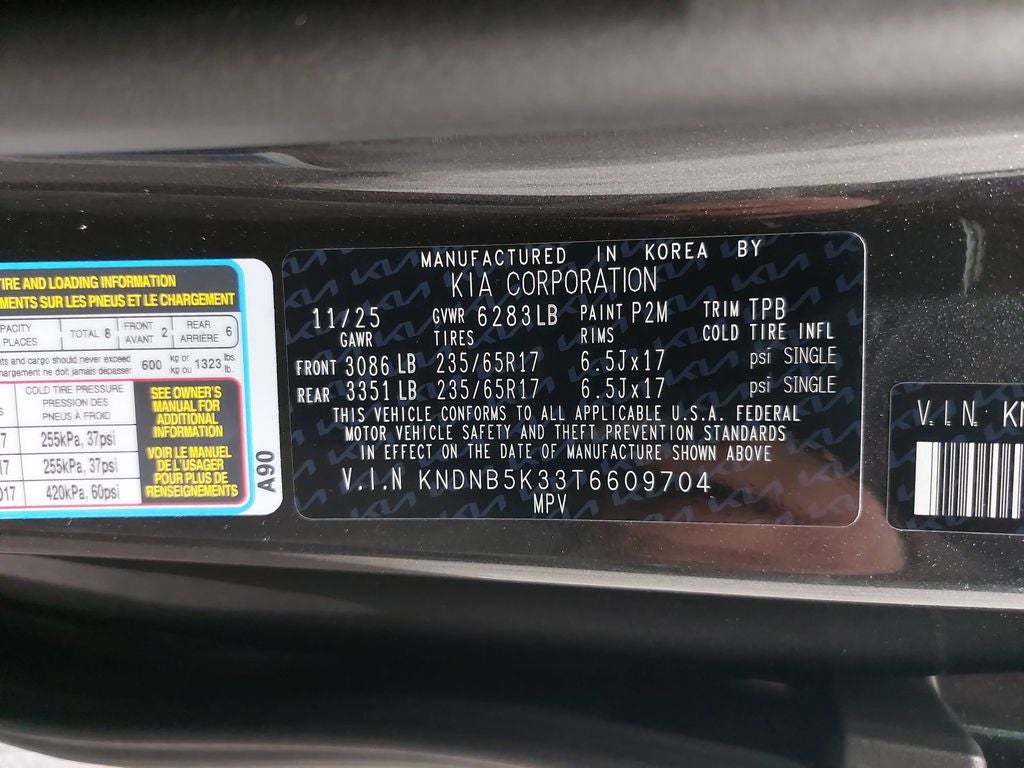 TIRE AND LOADING INFORMATION
SUR LES PNEUS ET LE CHARGEMENT
TOTAL 8 FRONT AVANT 2 REAR ARRIÈRE 6
PLACES
and cargo should never exceed 600 kg or 1323 lbs.
ne doit jamais dépasser kg ou lb.
COLD TIRE PRESSURE
PRESSION DES
PNEUS À FROID
255kPa, 37psi
255kPa, 37psi
420kPa, 60psi
SEE OWNER'S
MANUAL FOR
ADDITIONAL
INFORMATION
VOIR LE MANUEL
DE L'USAGER
POUR PLUS DE
RENSEIGNEMENTS
A90
MANUFACTURED IN KOREA BY
KIA CORPORATION
11/25 GVWR 6283LB PAINT P2M TRIM TPB
GAWR TIRES RIMS COLD TIRE INFL
FRONT 3086 LB 235/65R17 6.5Jx17 psi SINGLE
REAR 3351 LB 235/65R17 6.5Jx17 psi SINGLE
THIS VEHICLE CONFORMS TO ALL APPLICABLE U.S.A. FEDERAL
MOTOR VEHICLE SAFETY AND THEFT PREVENTION STANDARDS
IN EFFECT ON THE DATE OF MANUFACTURE SHOWN ABOVE
V.I.N KNDNB5K33T6609704
MPV
V.I.N.